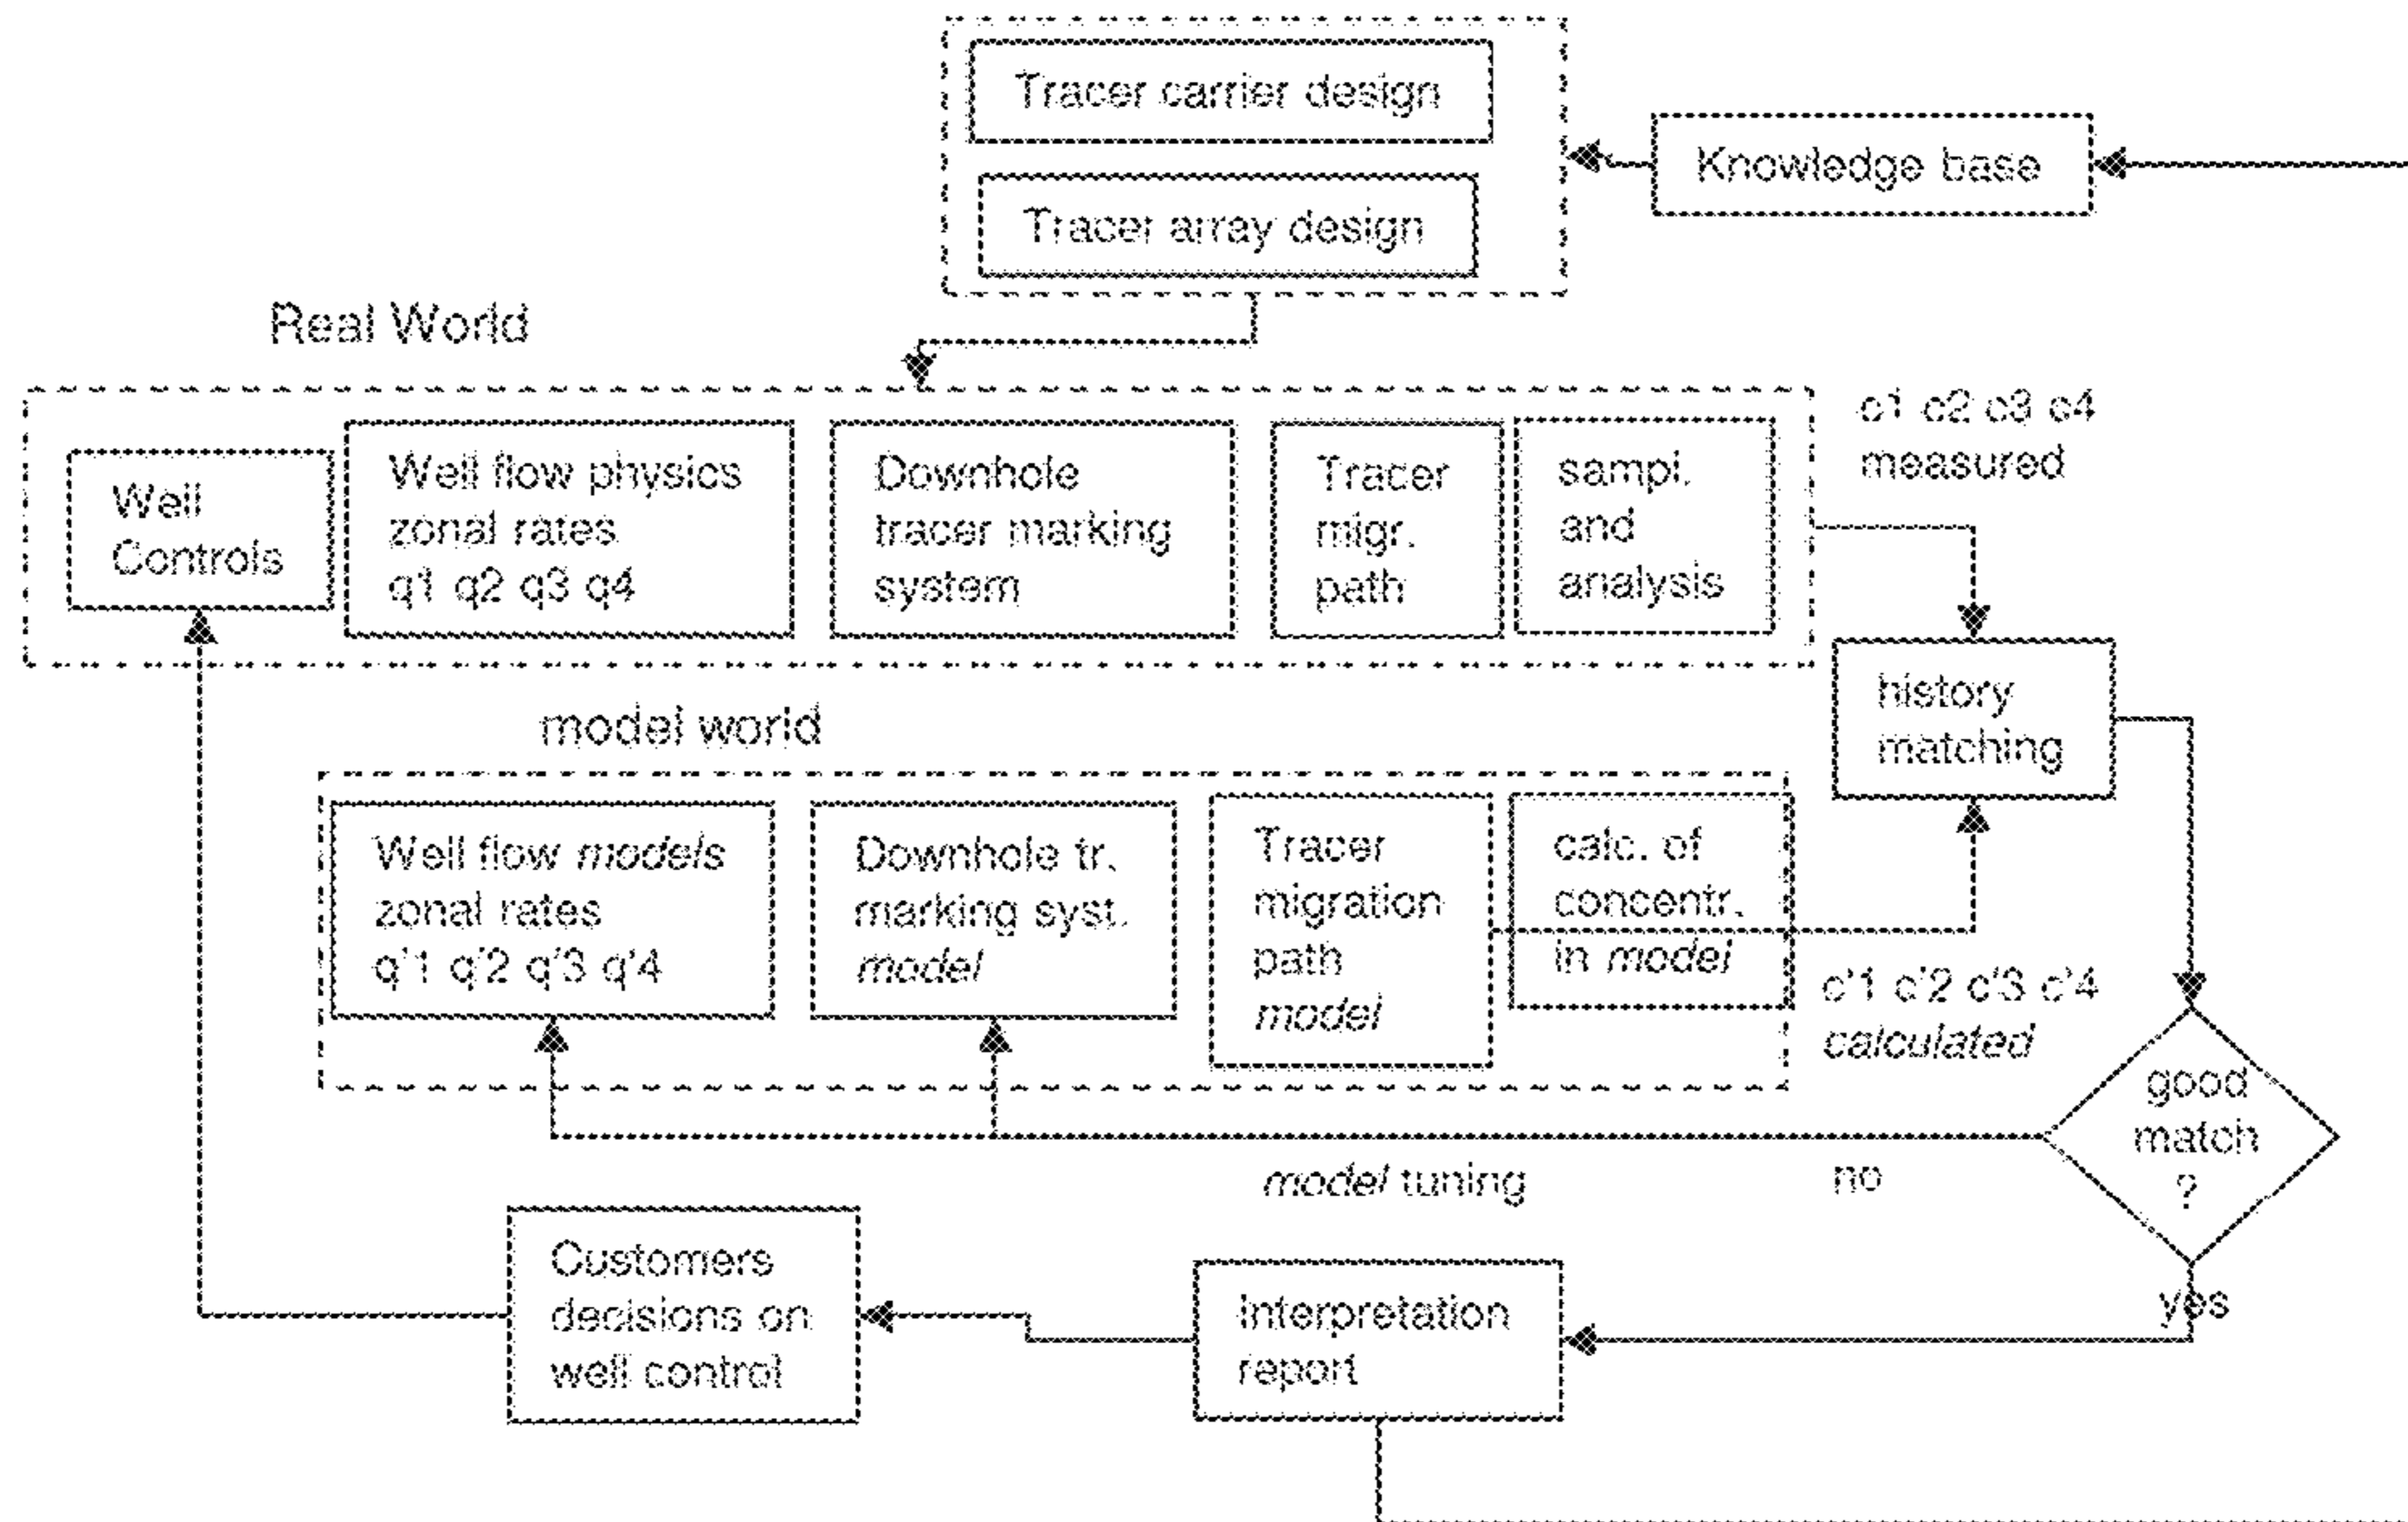 Tracer carrier design
Tracer array design
Knowledge base
Real World
Well
Controls
Well flow physics
zonal rates
q1 q2 q3 q4
Downhole
tracer marking
system
Tracer
migr.
path
sampl.
and
analysis
c1 c2 c3 c4
measured
history
matching
model world
Well flow models
zonal rates
q'1 q'2 q'3 q'4
Downhole tr.
marking syst.
model
Tracer
migration
path
model
calc. of
concentr.
in model
c'1 c'2 c'3 c'4
calculated
good
match
?
model tuning
no
yes
Customers
decisions on
well control
interpretation
report